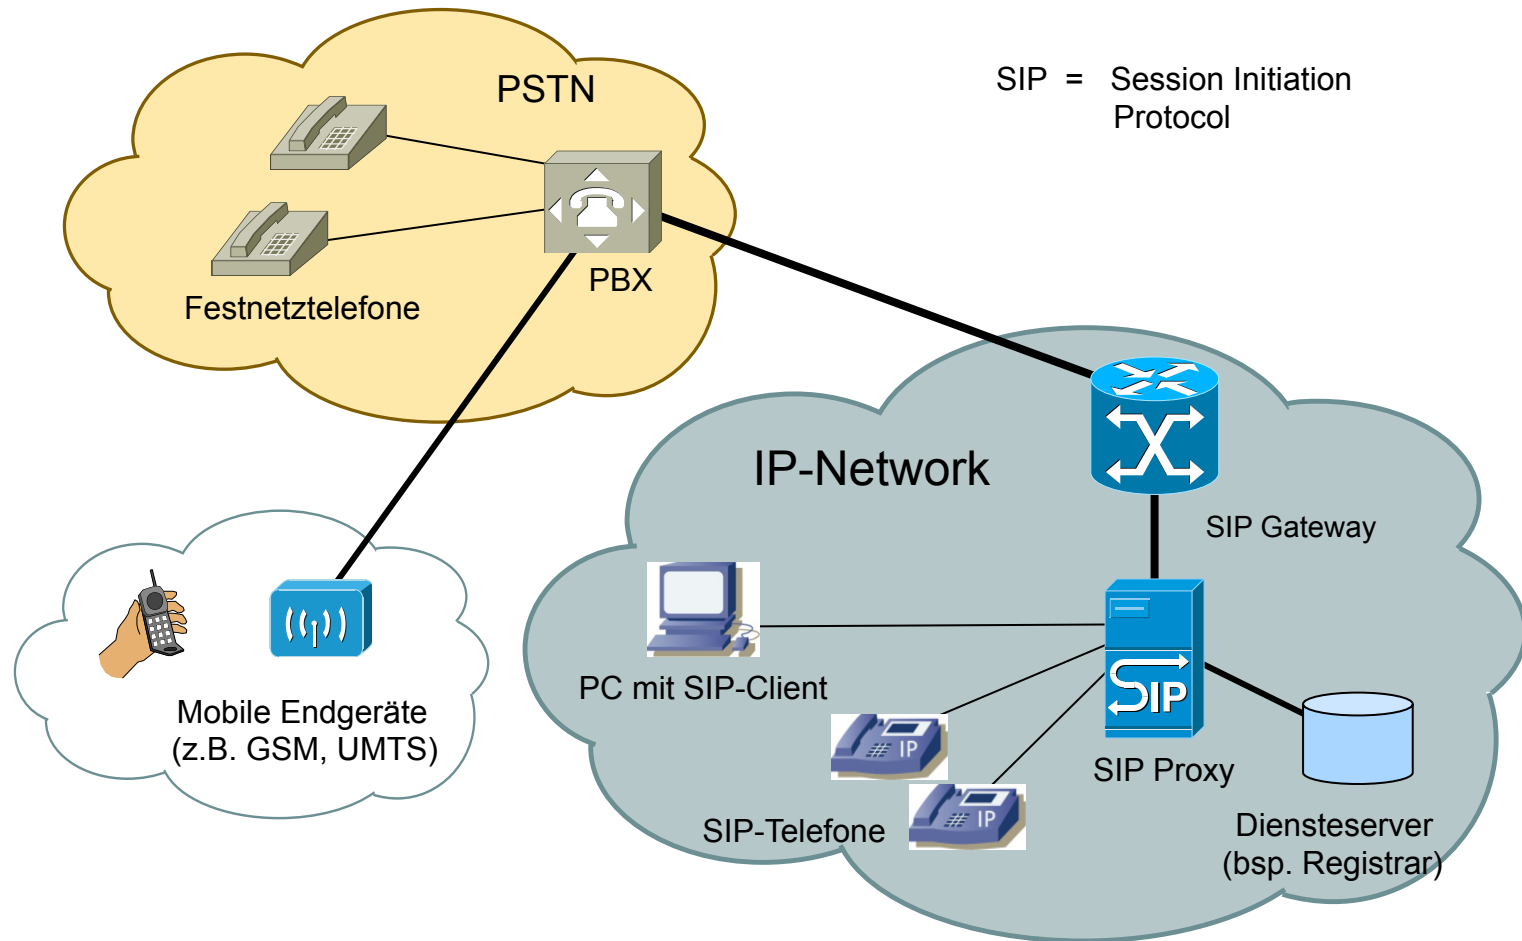 PSTN
SIP = Session Initiation
Protocol
PBX
Festnetztelefone
IP-Network
SIP Gateway
PC mit SIP-Client
SIP
Mobile Endgeräte
(z.B. GSM, UMTS)
IP
SIP Proxy
IP
SIP-Telefone
Diensteserver
(bsp. Registrar)